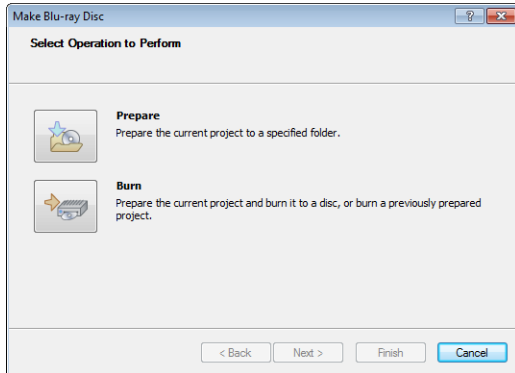 Make Blu-ray Disc
Select Operation to Perform
Prepare
Prepare the current project to a specified folder.
Burn
Prepare the current project and burn it to a disc, or burn a previously prepared
project.
< Back
Next >
Finish
Cancel